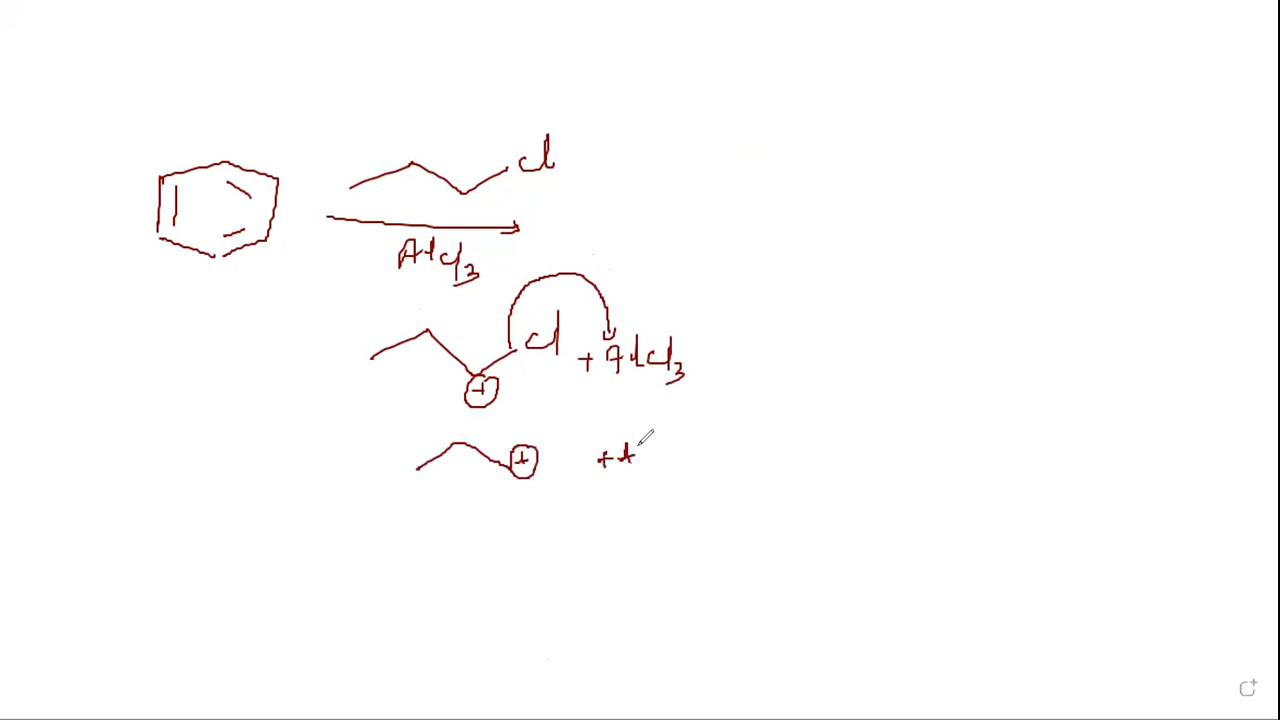 Cl
AlCl3
Cl + AlCl3
+
+ + A